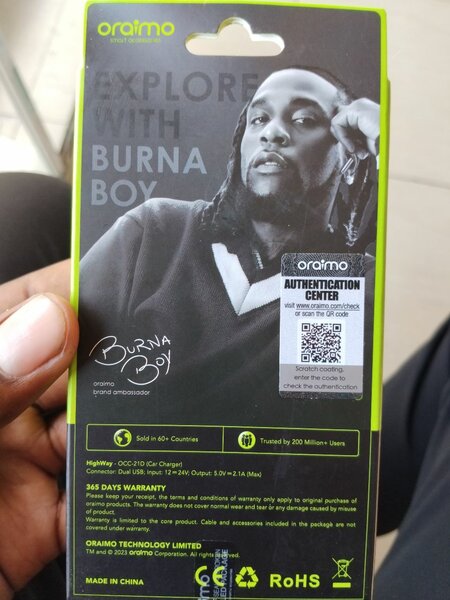 oraimo
smart accessories
EXPLORE
WITH
BURNA
BOY
oraimo
AUTHENTICATION
CENTER
visit www.oraimo.com/check
or scan the QR code
Scratch coating,
enter the code to
check the authentication
BURNA
BOY
oraimo
brand ambassador
Sold in 60+ Countries
Trusted by 200 Million+ Users
HighWay - OCC-21D (Car Charger)
Connector: Dual USB; Input: 12⎓24V; Output: 5.0V⎓2.1A (Max)
365 DAYS WARRANTY
Please keep your receipt, the terms and conditions of warranty only apply to original purchase of
oraimo products. The warranty does not cover normal wear and tear or any damage caused by misuse
of product.
Warranty is limited to the core product. Cable and accessories included in the package are not
covered under warranty.
ORAIMO TECHNOLOGY LIMITED
TM and © 2023 oraimo Corporation. All rights reserved.
MADE IN CHINA
CE
RoHS